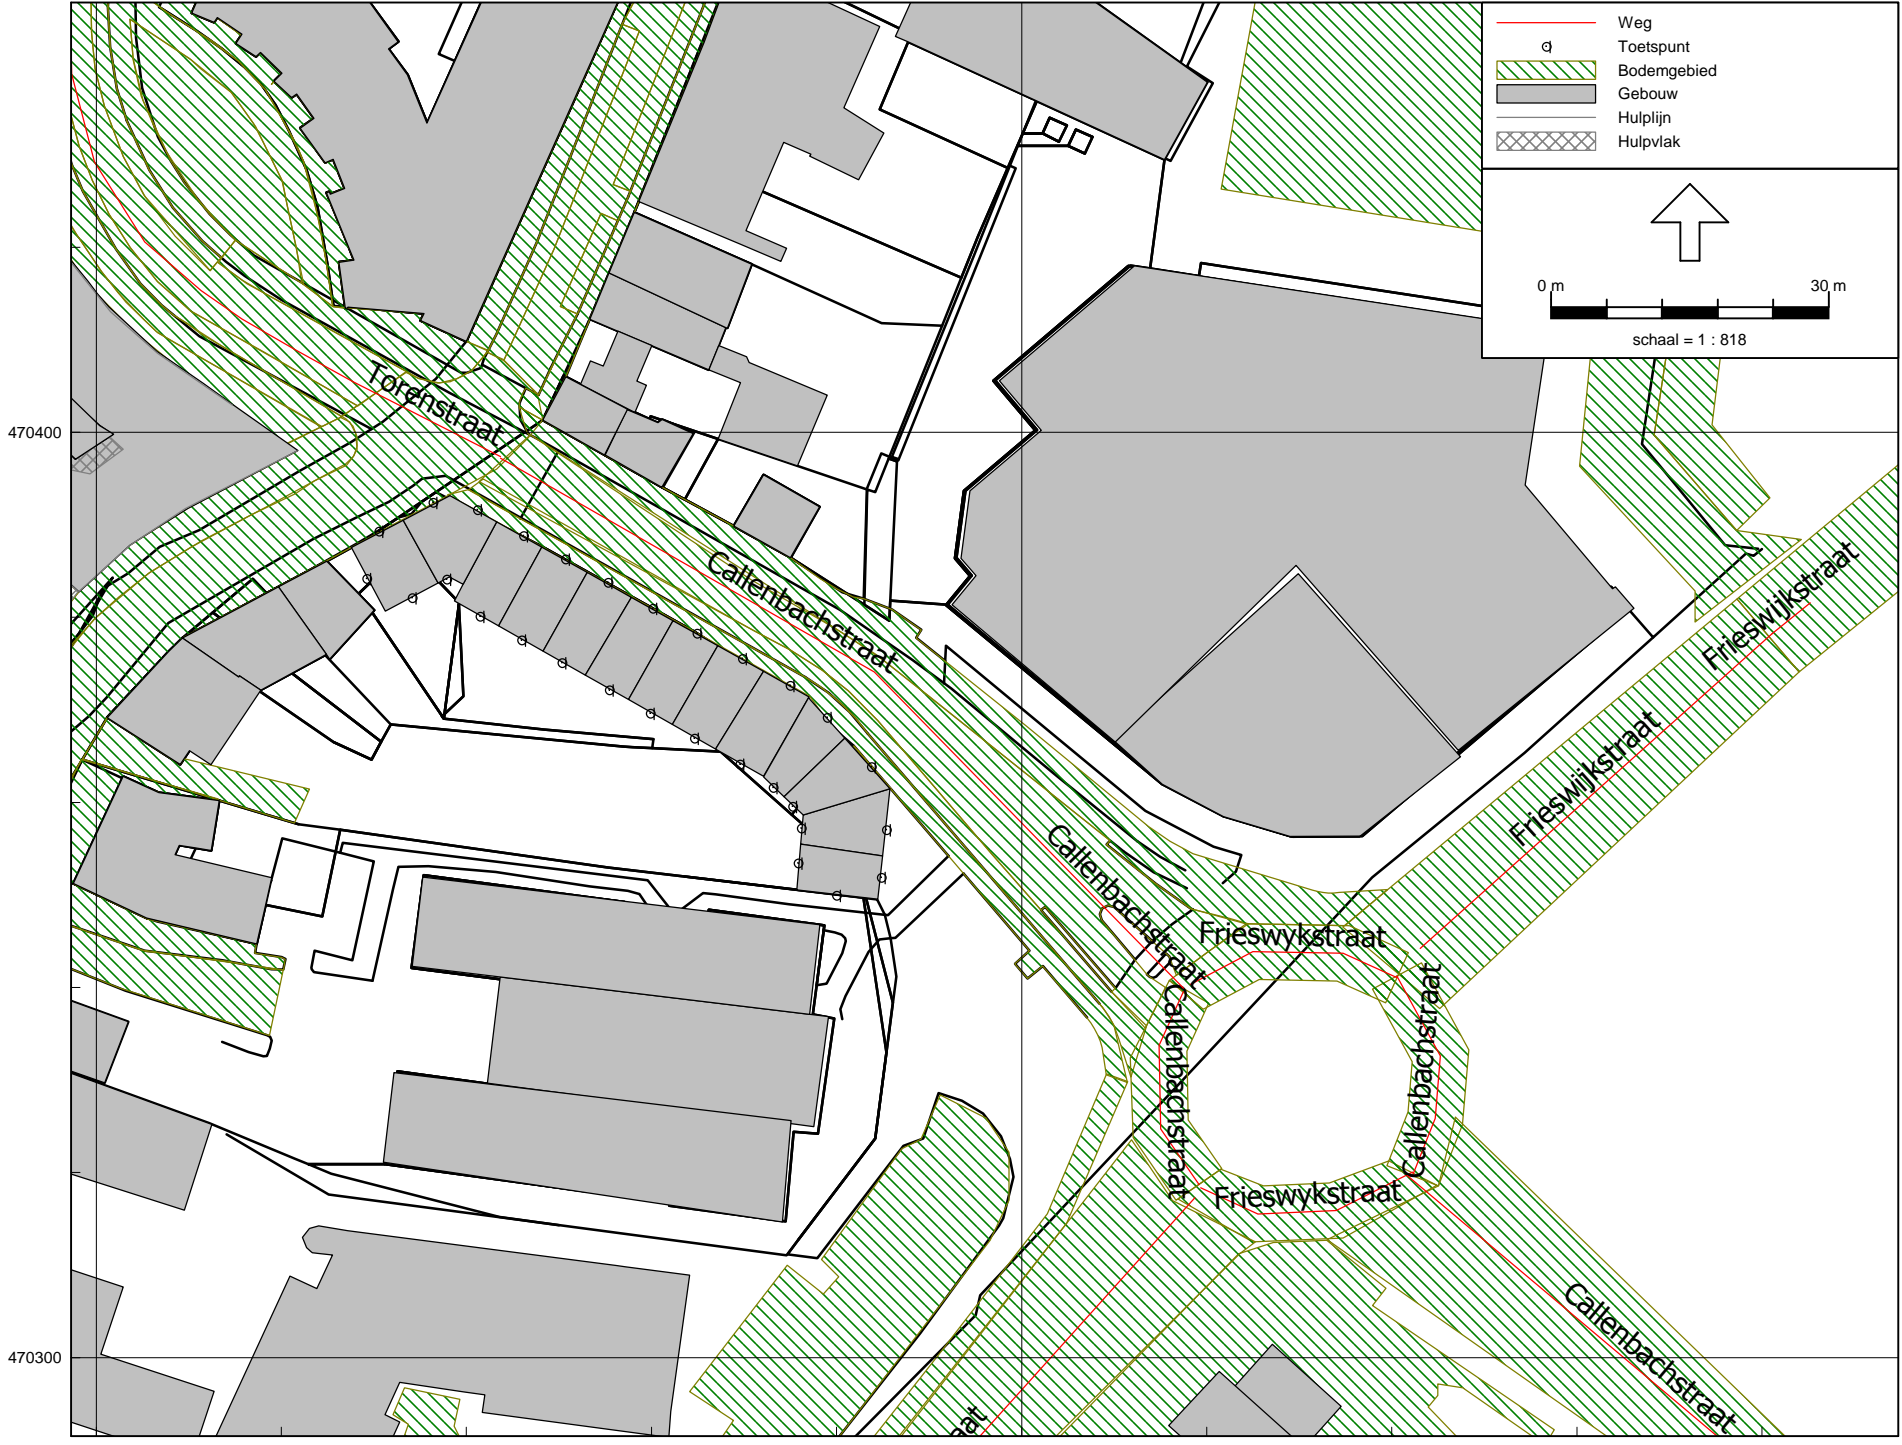 Weg
Toetspunt
Bodemgebied
Gebouw
Hulplijn
Hulpvlak
0 m 30 m
schaal = 1 : 818
Torenstraat
470400
Callenbachstraat
Frieswijkstraat
Frieswijkstraat
Callenbachstraat
Frieswykstraat
Callenbachstraat
Callenbachstraat
Frieswykstraat
Callenbachstraat
470300
aat